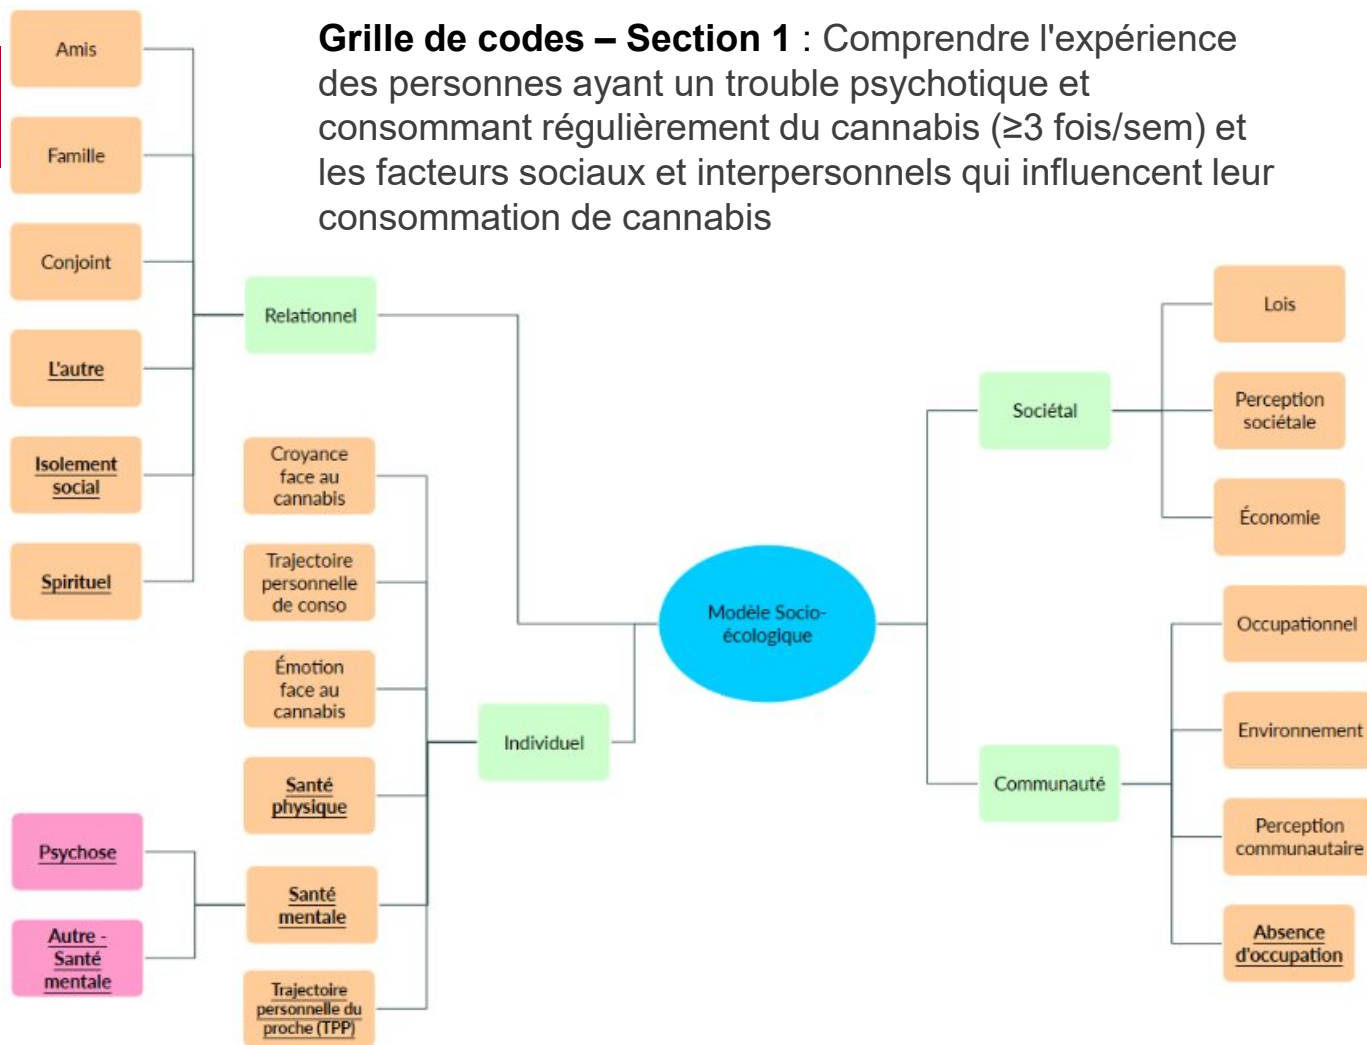 Grille de codes – Section 1 : Comprendre l'expérience
des personnes ayant un trouble psychotique et
consommant régulièrement du cannabis (≥3 fois/sem) et
les facteurs sociaux et interpersonnels qui influencent leur
consommation de cannabis
Amis
Famille
Conjoint
L'autre
Isolement
social
Spirituel
Relationnel
Croyance
face au
cannabis
Trajectoire
personnelle
de conso
Émotion
face au
cannabis
Santé
physique
Santé
mentale
Trajectoire
personnelle du
proche (TPP)
Psychose
Autre -
Santé
mentale
Individuel
Modèle Socio-
écologique
Sociétal
Lois
Perception
sociétale
Économie
Communauté
Occupationnel
Environnement
Perception
communautaire
Absence
d'occupation